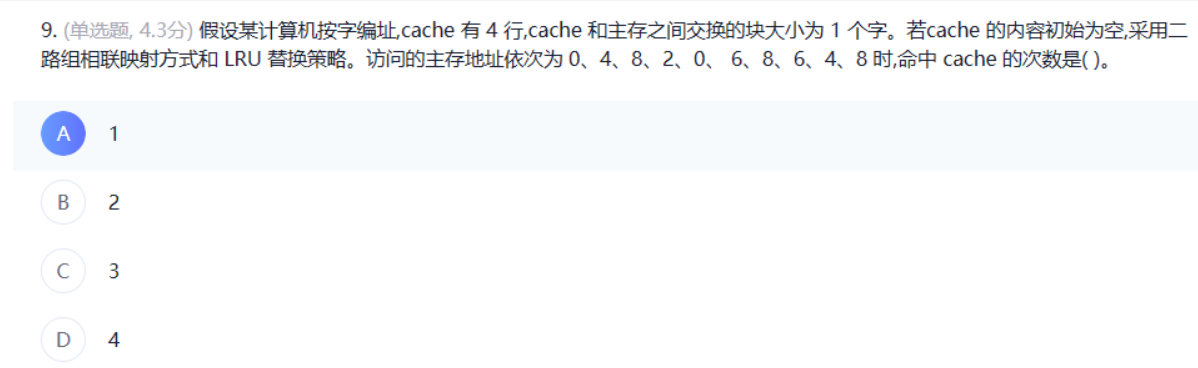 9. (单选题, 4.3分) 假设某计算机按字编址,cache 有 4 行,cache 和主存之间交换的块大小为 1 个字。若cache 的内容初始为空,采用二
路组相联映射方式和 LRU 替换策略。访问的主存地址依次为 0、4、8、2、0、 6、8、6、4、8 时,命中 cache 的次数是( )。
A 1
B 2
C 3
D 4